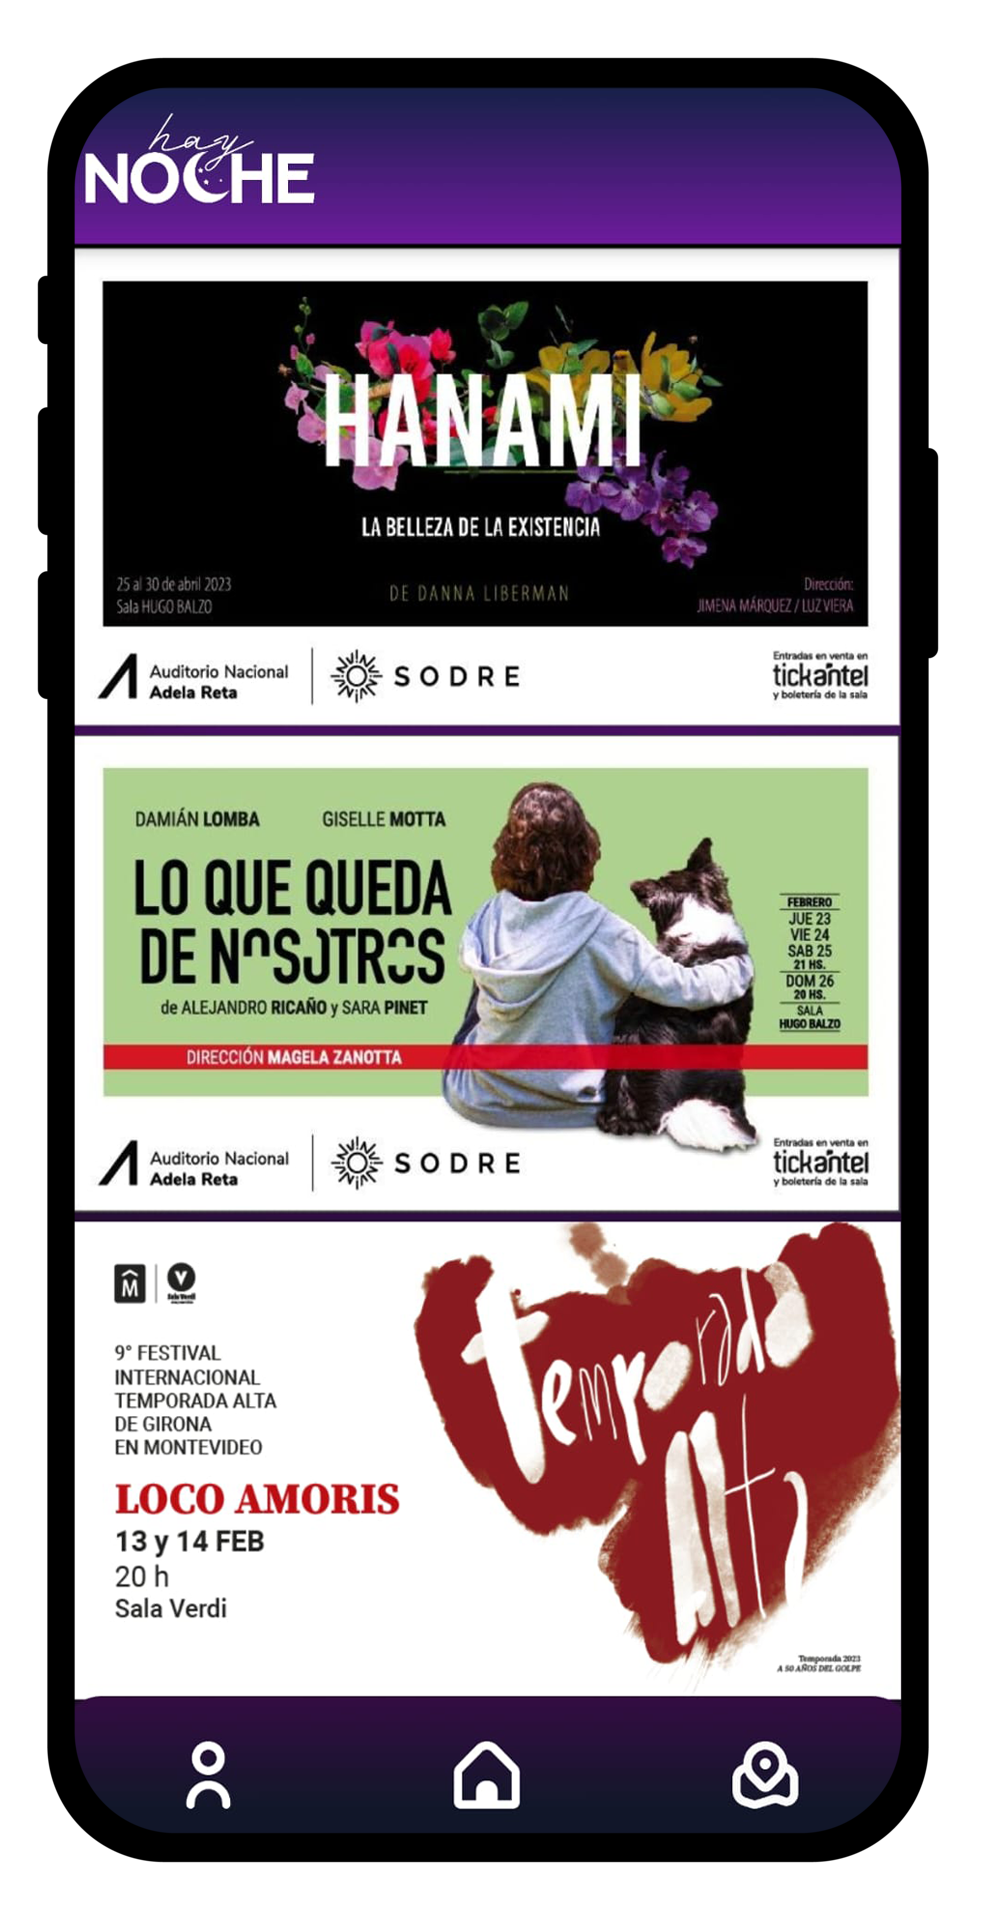 hay
NOCHE
HANAMI
LA BELLEZA DE LA EXISTENCIA
25 al 30 de abril 2023
Sala HUGO BALZO
DE DANNA LIBERMAN
Dirección:
JIMENA MÁRQUEZ / LUZ VIERA
Auditorio Nacional
Adela Reta
SODRE
Entradas en venta en
tickantel
y boletería de la sala
DAMIÁN LOMBA
GISELLE MOTTA
LO QUE QUEDA
DE NOSOTROS
de ALEJANDRO RICAÑO y SARA PINET
DIRECCIÓN MAGELA ZANOTTA
FEBRERO
JUE 23
VIE 24
SAB 25
21 HS.
DOM 26
20 HS.
SALA
HUGO BALZO
Auditorio Nacional
Adela Reta
SODRE
Entradas en venta en
tickantel
y boletería de la sala
M
V
Sala Verdi
9° FESTIVAL
INTERNACIONAL
TEMPORADA ALTA
DE GIRONA
EN MONTEVIDEO
LOCO AMORIS
13 y 14 FEB
20 h
Sala Verdi
temporada
Alta
Temporada 2023
A 50 AÑOS DEL GOLPE